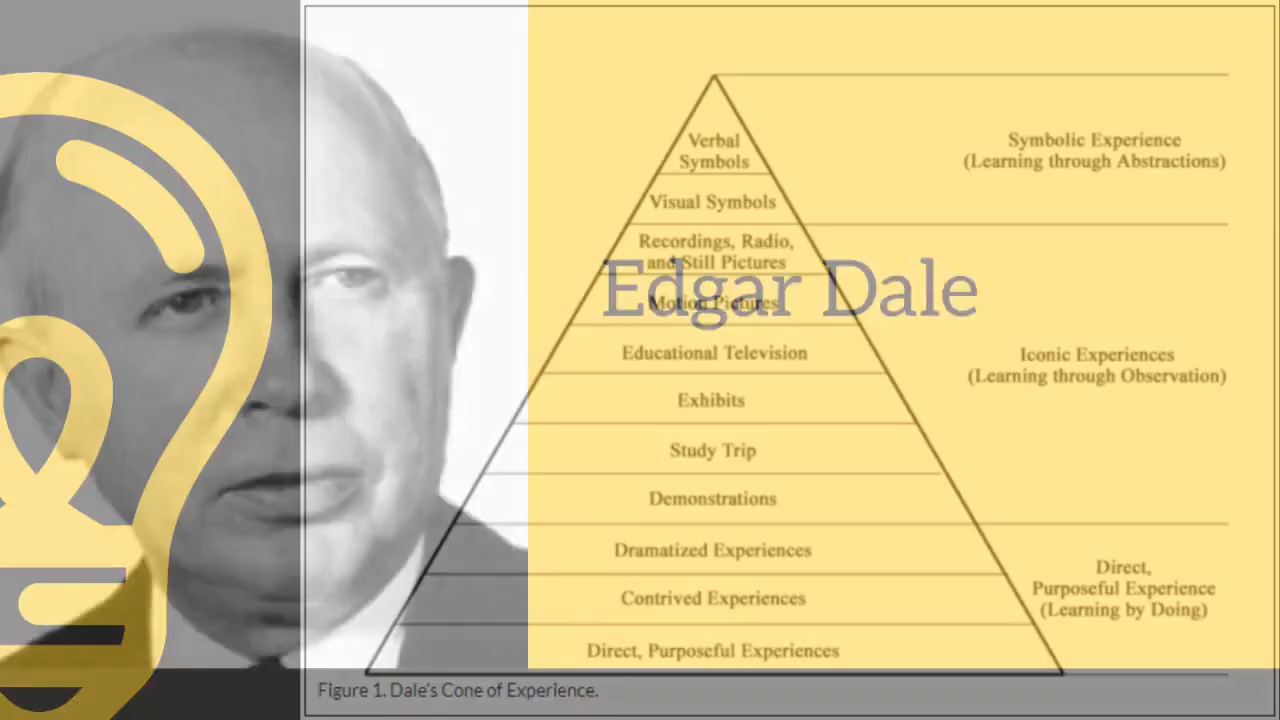 Verbal
Symbols
Visual Symbols
Recordings, Radio,
and Still Pictures
Motion Pictures
Educational Television
Exhibits
Study Trip
Demonstrations
Dramatized Experiences
Contrived Experiences
Direct, Purposeful Experiences
Symbolic Experience
(Learning through Abstractions)
Iconic Experiences
(Learning through Observation)
Direct,
Purposeful Experience
(Learning by Doing)
Edgar Dale
Figure 1. Dale's Cone of Experience.